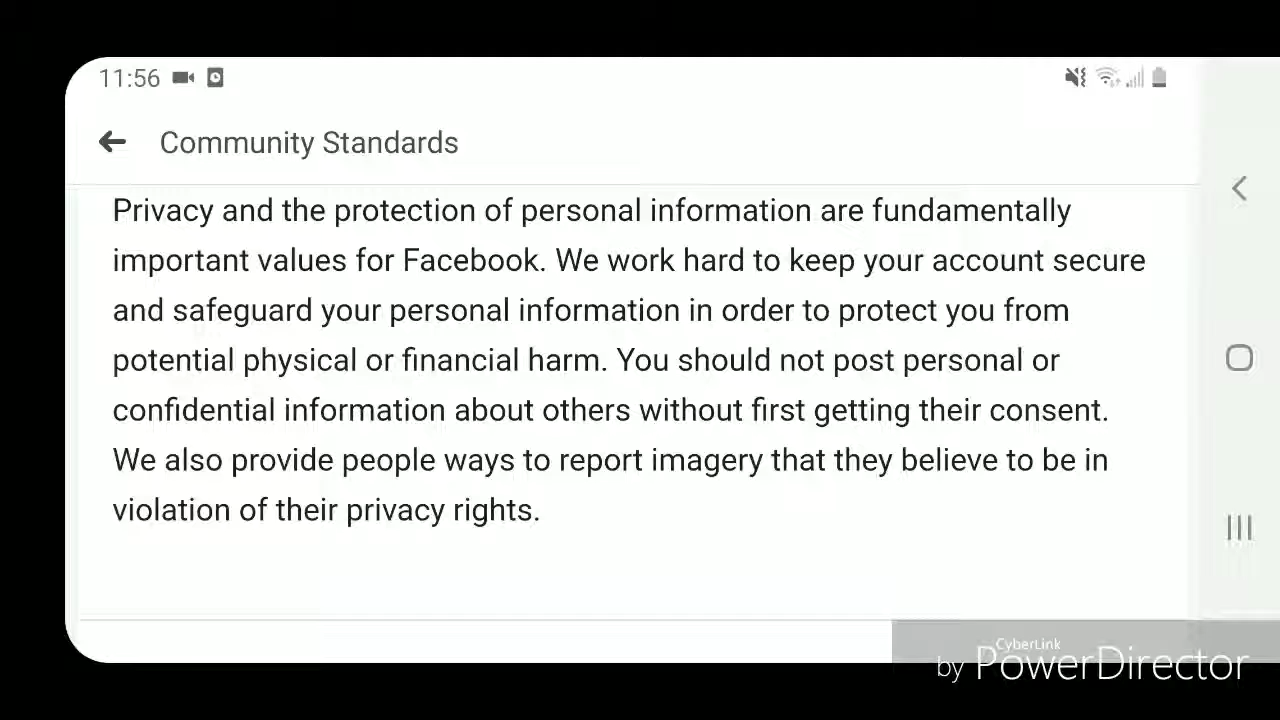 11:56
Community Standards
Privacy and the protection of personal information are fundamentally
important values for Facebook. We work hard to keep your account secure
and safeguard your personal information in order to protect you from
potential physical or financial harm. You should not post personal or
confidential information about others without first getting their consent.
We also provide people ways to report imagery that they believe to be in
violation of their privacy rights.
CyberLink
by PowerDirector